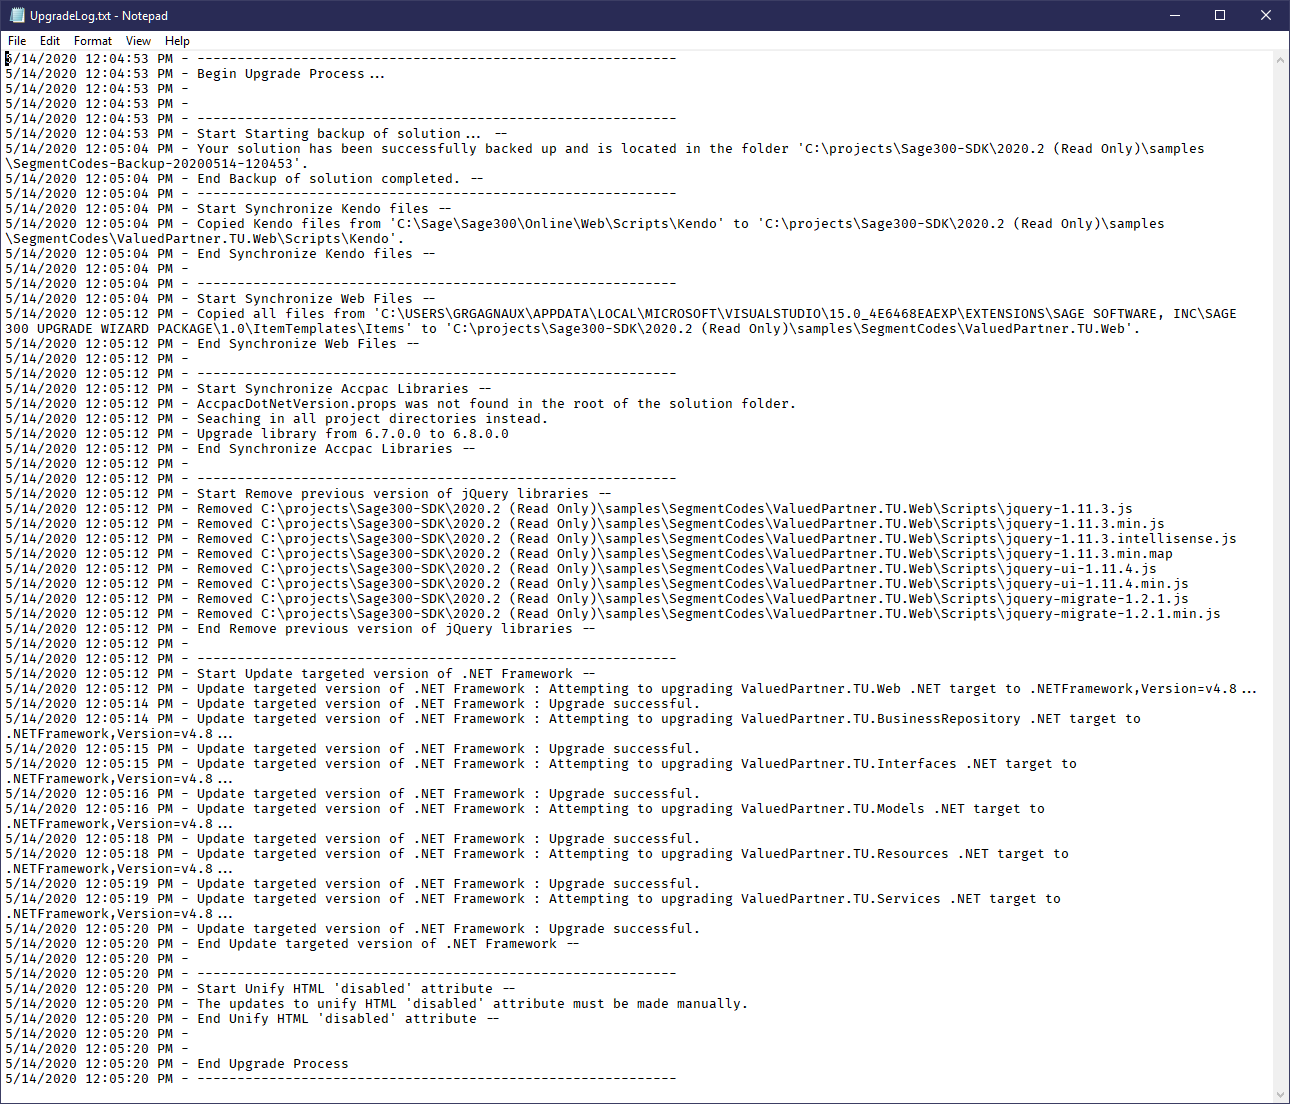 UpgradeLog.txt - Notepad
File Edit Format View Help
5/14/2020 12:04:53 PM - ------------------------------------------------------------
5/14/2020 12:04:53 PM - Begin Upgrade Process...
5/14/2020 12:04:53 PM -
5/14/2020 12:04:53 PM -
5/14/2020 12:04:53 PM - ------------------------------------------------------------
5/14/2020 12:04:53 PM - Start Starting backup of solution... --
5/14/2020 12:05:04 PM - Your solution has been successfully backed up and is located in the folder 'C:\projects\Sage300-SDK\2020.2 (Read Only)\samples
\SegmentCodes-Backup-20200514-120453'.
5/14/2020 12:05:04 PM - End Backup of solution completed. --
5/14/2020 12:05:04 PM - ------------------------------------------------------------
5/14/2020 12:05:04 PM - Start Synchronize Kendo files --
5/14/2020 12:05:04 PM - Copied Kendo files from 'C:\Sage\Sage300\Online\Web\Scripts\Kendo' to 'C:\projects\Sage300-SDK\2020.2 (Read Only)\samples
\SegmentCodes\ValuedPartner.TU.Web\Scripts\Kendo'.
5/14/2020 12:05:04 PM - End Synchronize Kendo files --
5/14/2020 12:05:04 PM -
5/14/2020 12:05:04 PM - ------------------------------------------------------------
5/14/2020 12:05:04 PM - Start Synchronize Web Files --
5/14/2020 12:05:12 PM - Copied all files from 'C:\USERS\GRGAGNAUX\APPDATA\LOCAL\MICROSOFT\VISUALSTUDIO\15.0_4E6468EAEXP\EXTENSIONS\SAGE SOFTWARE, INC\SAGE
300 UPGRADE WIZARD PACKAGE\1.0\ItemTemplates\Items' to 'C:\projects\Sage300-SDK\2020.2 (Read Only)\samples\SegmentCodes\ValuedPartner.TU.Web'.
5/14/2020 12:05:12 PM - End Synchronize Web Files --
5/14/2020 12:05:12 PM -
5/14/2020 12:05:12 PM - ------------------------------------------------------------
5/14/2020 12:05:12 PM - Start Synchronize Accpac Libraries --
5/14/2020 12:05:12 PM - AccpacDotNetVersion.props was not found in the root of the solution folder.
5/14/2020 12:05:12 PM - Seaching in all project directories instead.
5/14/2020 12:05:12 PM - Upgrade library from 6.7.0.0 to 6.8.0.0
5/14/2020 12:05:12 PM - End Synchronize Accpac Libraries --
5/14/2020 12:05:12 PM -
5/14/2020 12:05:12 PM - ------------------------------------------------------------
5/14/2020 12:05:12 PM - Start Remove previous version of jQuery libraries --
5/14/2020 12:05:12 PM - Removed C:\projects\Sage300-SDK\2020.2 (Read Only)\samples\SegmentCodes\ValuedPartner.TU.Web\Scripts\jquery-1.11.3.js
5/14/2020 12:05:12 PM - Removed C:\projects\Sage300-SDK\2020.2 (Read Only)\samples\SegmentCodes\ValuedPartner.TU.Web\Scripts\jquery-1.11.3.min.js
5/14/2020 12:05:12 PM - Removed C:\projects\Sage300-SDK\2020.2 (Read Only)\samples\SegmentCodes\ValuedPartner.TU.Web\Scripts\jquery-1.11.3.intellisense.js
5/14/2020 12:05:12 PM - Removed C:\projects\Sage300-SDK\2020.2 (Read Only)\samples\SegmentCodes\ValuedPartner.TU.Web\Scripts\jquery-1.11.3.min.map
5/14/2020 12:05:12 PM - Removed C:\projects\Sage300-SDK\2020.2 (Read Only)\samples\SegmentCodes\ValuedPartner.TU.Web\Scripts\jquery-ui-1.11.4.js
5/14/2020 12:05:12 PM - Removed C:\projects\Sage300-SDK\2020.2 (Read Only)\samples\SegmentCodes\ValuedPartner.TU.Web\Scripts\jquery-ui-1.11.4.min.js
5/14/2020 12:05:12 PM - Removed C:\projects\Sage300-SDK\2020.2 (Read Only)\samples\SegmentCodes\ValuedPartner.TU.Web\Scripts\jquery-migrate-1.2.1.js
5/14/2020 12:05:12 PM - Removed C:\projects\Sage300-SDK\2020.2 (Read Only)\samples\SegmentCodes\ValuedPartner.TU.Web\Scripts\jquery-migrate-1.2.1.min.js
5/14/2020 12:05:12 PM - End Remove previous version of jQuery libraries --
5/14/2020 12:05:12 PM -
5/14/2020 12:05:12 PM - ------------------------------------------------------------
5/14/2020 12:05:12 PM - Start Update targeted version of .NET Framework --
5/14/2020 12:05:12 PM - Update targeted version of .NET Framework : Attempting to upgrading ValuedPartner.TU.Web .NET target to .NETFramework,Version=v4.8...
5/14/2020 12:05:14 PM - Update targeted version of .NET Framework : Upgrade successful.
5/14/2020 12:05:14 PM - Update targeted version of .NET Framework : Attempting to upgrading ValuedPartner.TU.BusinessRepository .NET target to
.NETFramework,Version=v4.8...
5/14/2020 12:05:15 PM - Update targeted version of .NET Framework : Upgrade successful.
5/14/2020 12:05:15 PM - Update targeted version of .NET Framework : Attempting to upgrading ValuedPartner.TU.Interfaces .NET target to
.NETFramework,Version=v4.8...
5/14/2020 12:05:16 PM - Update targeted version of .NET Framework : Upgrade successful.
5/14/2020 12:05:16 PM - Update targeted version of .NET Framework : Attempting to upgrading ValuedPartner.TU.Models .NET target to
.NETFramework,Version=v4.8...
5/14/2020 12:05:18 PM - Update targeted version of .NET Framework : Upgrade successful.
5/14/2020 12:05:18 PM - Update targeted version of .NET Framework : Attempting to upgrading ValuedPartner.TU.Resources .NET target to
.NETFramework,Version=v4.8...
5/14/2020 12:05:19 PM - Update targeted version of .NET Framework : Upgrade successful.
5/14/2020 12:05:19 PM - Update targeted version of .NET Framework : Attempting to upgrading ValuedPartner.TU.Services .NET target to
.NETFramework,Version=v4.8...
5/14/2020 12:05:20 PM - Update targeted version of .NET Framework : Upgrade successful.
5/14/2020 12:05:20 PM - End Update targeted version of .NET Framework --
5/14/2020 12:05:20 PM -
5/14/2020 12:05:20 PM - ------------------------------------------------------------
5/14/2020 12:05:20 PM - Start Unify HTML 'disabled' attribute --
5/14/2020 12:05:20 PM - The updates to unify HTML 'disabled' attribute must be made manually.
5/14/2020 12:05:20 PM - End Unify HTML 'disabled' attribute --
5/14/2020 12:05:20 PM -
5/14/2020 12:05:20 PM -
5/14/2020 12:05:20 PM - End Upgrade Process
5/14/2020 12:05:20 PM - ------------------------------------------------------------